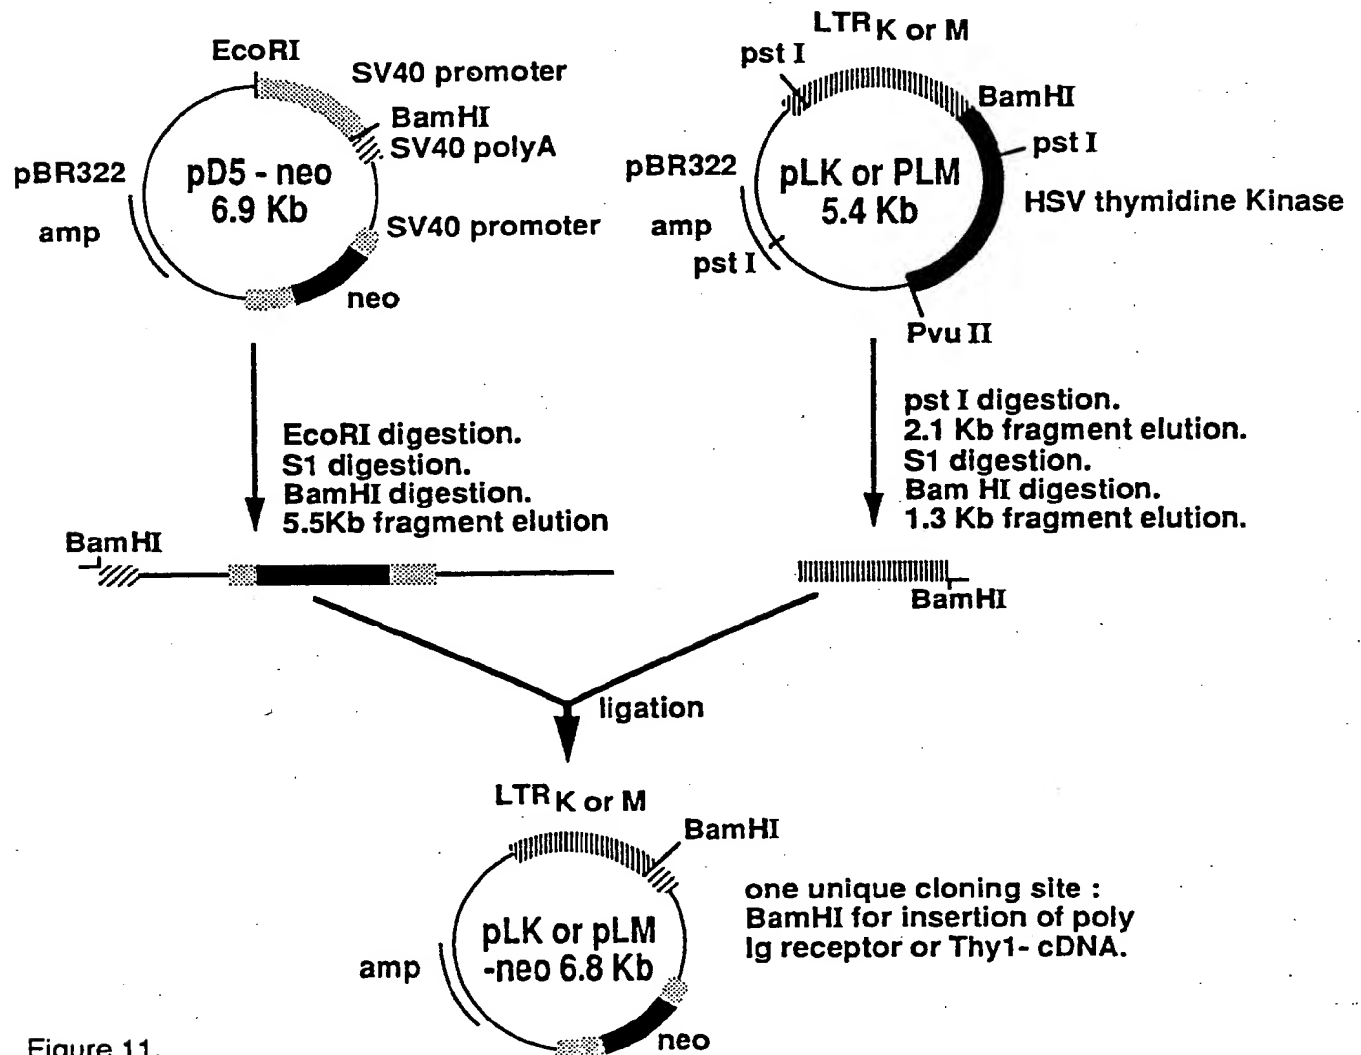 EcoRI
SV40 promoter
BamHI
SV40 polyA
pBR322
pD5 - neo
6.9 Kb
amp
SV40 promoter
neo
LTR K or M
pst I
BamHI
pst I
pBR322
pLK or PLM
5.4 Kb
HSV thymidine Kinase
amp
pst I
Pvu II
EcoRI digestion.
S1 digestion.
BamHI digestion.
5.5Kb fragment elution
pst I digestion.
2.1 Kb fragment elution.
S1 digestion.
Bam HI digestion.
1.3 Kb fragment elution.
BamHI
BamHI
ligation
LTR K or M
BamHI
pLK or pLM
-neo 6.8 Kb
amp
neo
one unique cloning site :
BamHI for insertion of poly
Ig receptor or Thy1- cDNA.
Figure 11.